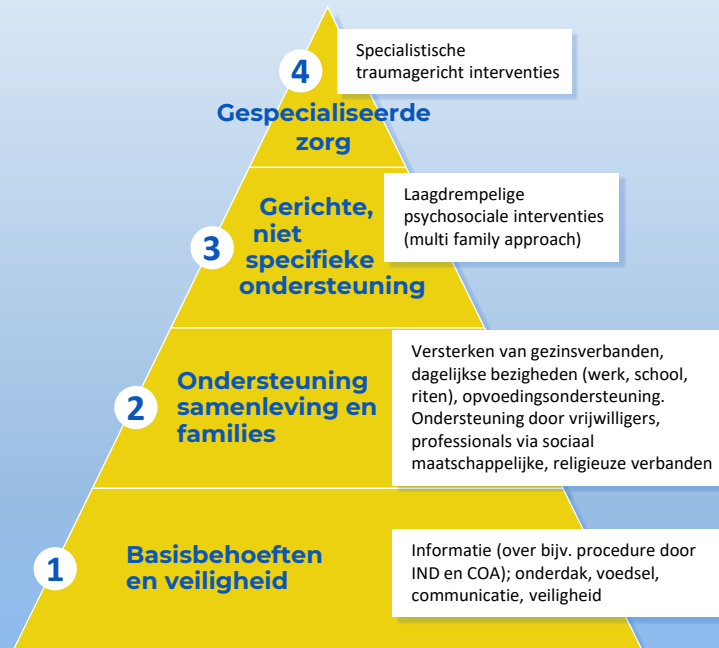 4
Gespecialiseerde
zorg
Specialistische
traumagericht interventies
3
Gerichte,
niet
specifieke
ondersteuning
Laagdrempelige
psychosociale interventies
(multi family approach)
2
Ondersteuning
samenleving en
families
Versterken van gezinsverbanden,
dagelijkse bezigheden (werk, school,
riten), opvoedingsondersteuning.
Ondersteuning door vrijwilligers,
professionals via sociaal
maatschappelijke, religieuze verbanden
1
Basisbehoeften
en veiligheid
Informatie (over bijv. procedure door
IND en COA); onderdak, voedsel,
communicatie, veiligheid